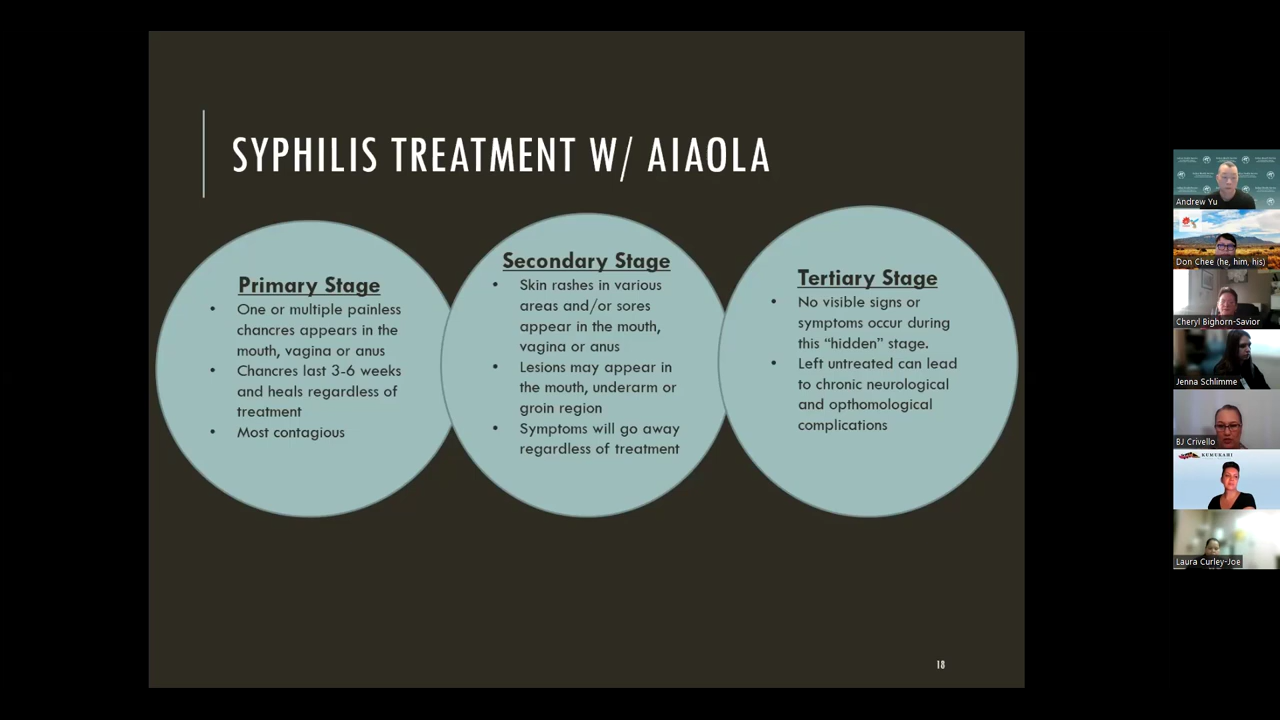 SYPHILIS TREATMENT W/ AIAOLA
Primary Stage
• One or multiple painless
chancres appears in the
mouth, vagina or anus
• Chancres last 3-6 weeks
and heals regardless of
treatment
• Most contagious
Secondary Stage
• Skin rashes in various
areas and/or sores
appear in the mouth,
vagina or anus
• Lesions may appear in
the mouth, underarm or
groin region
• Symptoms will go away
regardless of treatment
Tertiary Stage
• No visible signs or
symptoms occur during
this “hidden” stage.
• Left untreated can lead
to chronic neurological
and opthomological
complications
18
Andrew Yu
Don Chee (he, him, his)
Cheryl Bighorn-Savior
Jenna Schlimme
BJ Crivello
Laura Curley-Joe